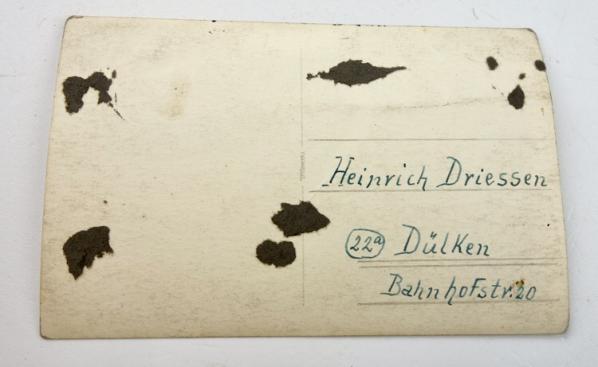 Heinrich Driessen
22a Dülken
Bahnhofstr. 20